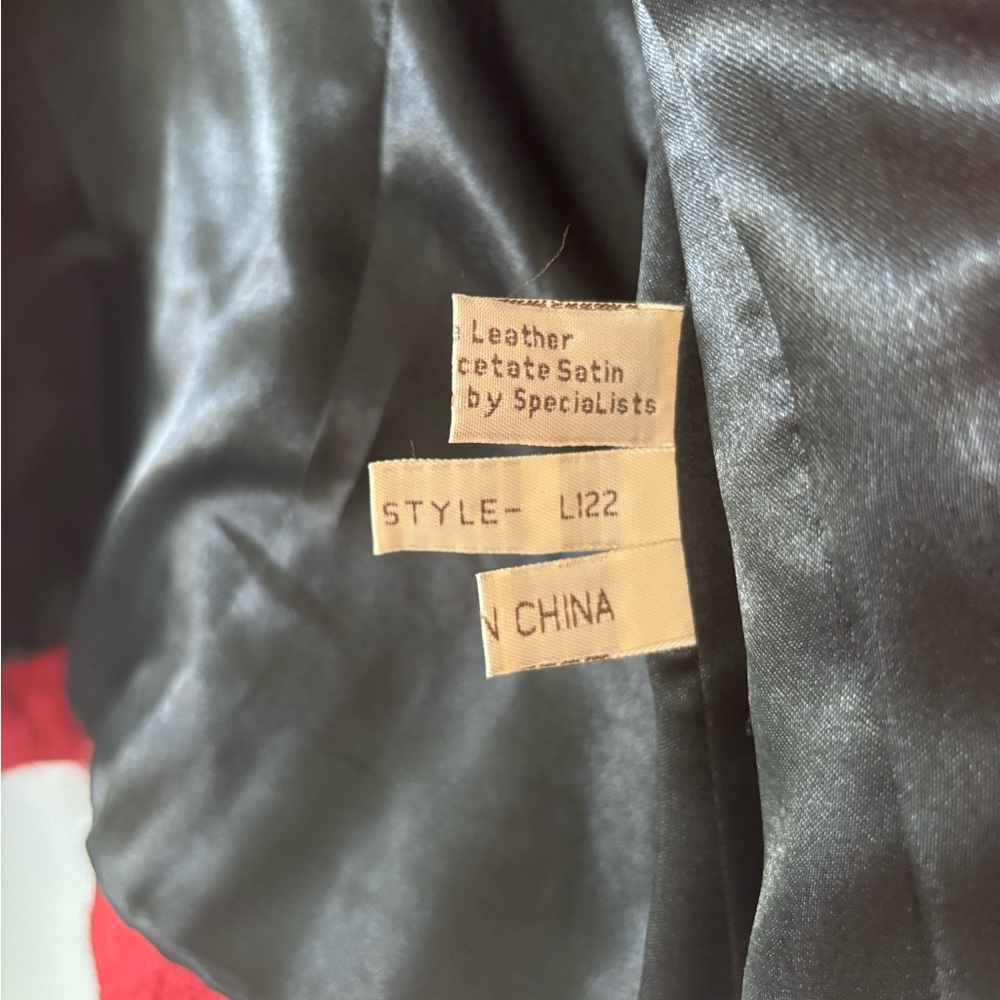 e Leather
cetate Satin
by SpeciaLists
STYLE- L122
N CHINA